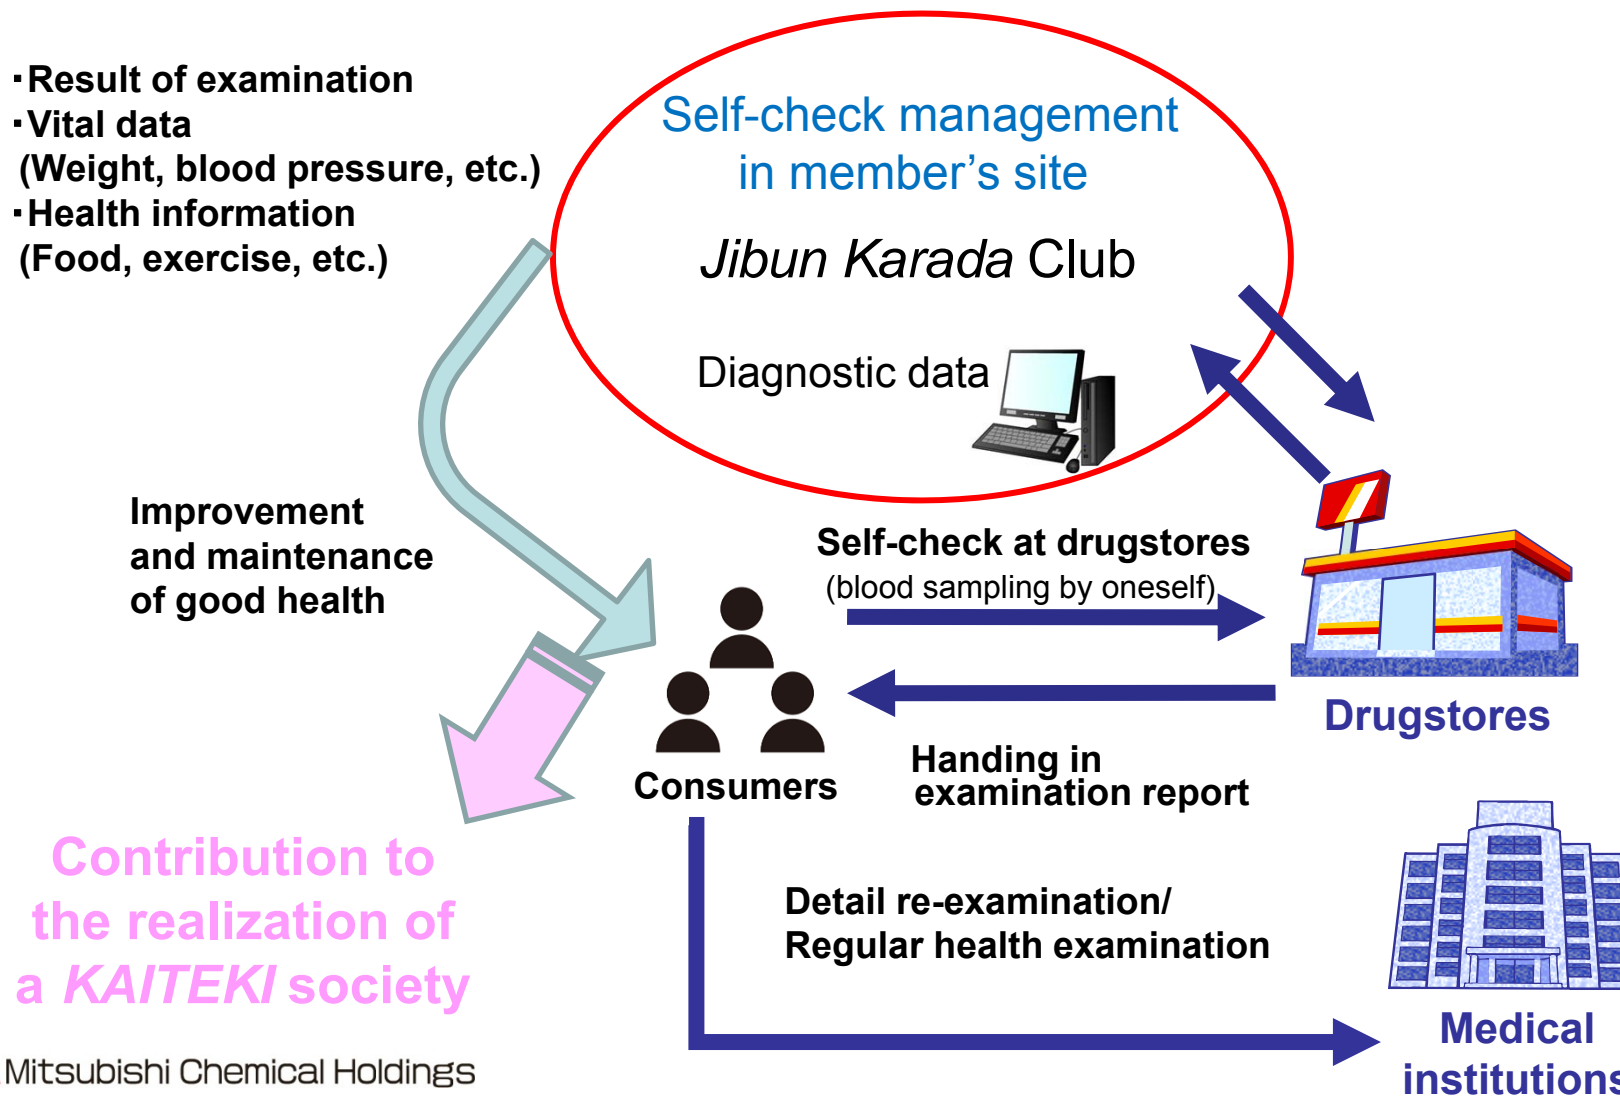 ・Result of examination
・Vital data
(Weight, blood pressure, etc.)
・Health information
(Food, exercise, etc.)
Self-check management
in member’s site
Jibun Karada Club
Diagnostic data
Improvement
and maintenance
of good health
Self-check at drugstores
(blood sampling by oneself)
Drugstores
Consumers
Handing in
examination report
Detail re-examination/
Regular health examination
Contribution to
the realization of
a KAITEKI society
Medical
institutions
Mitsubishi Chemical Holdings